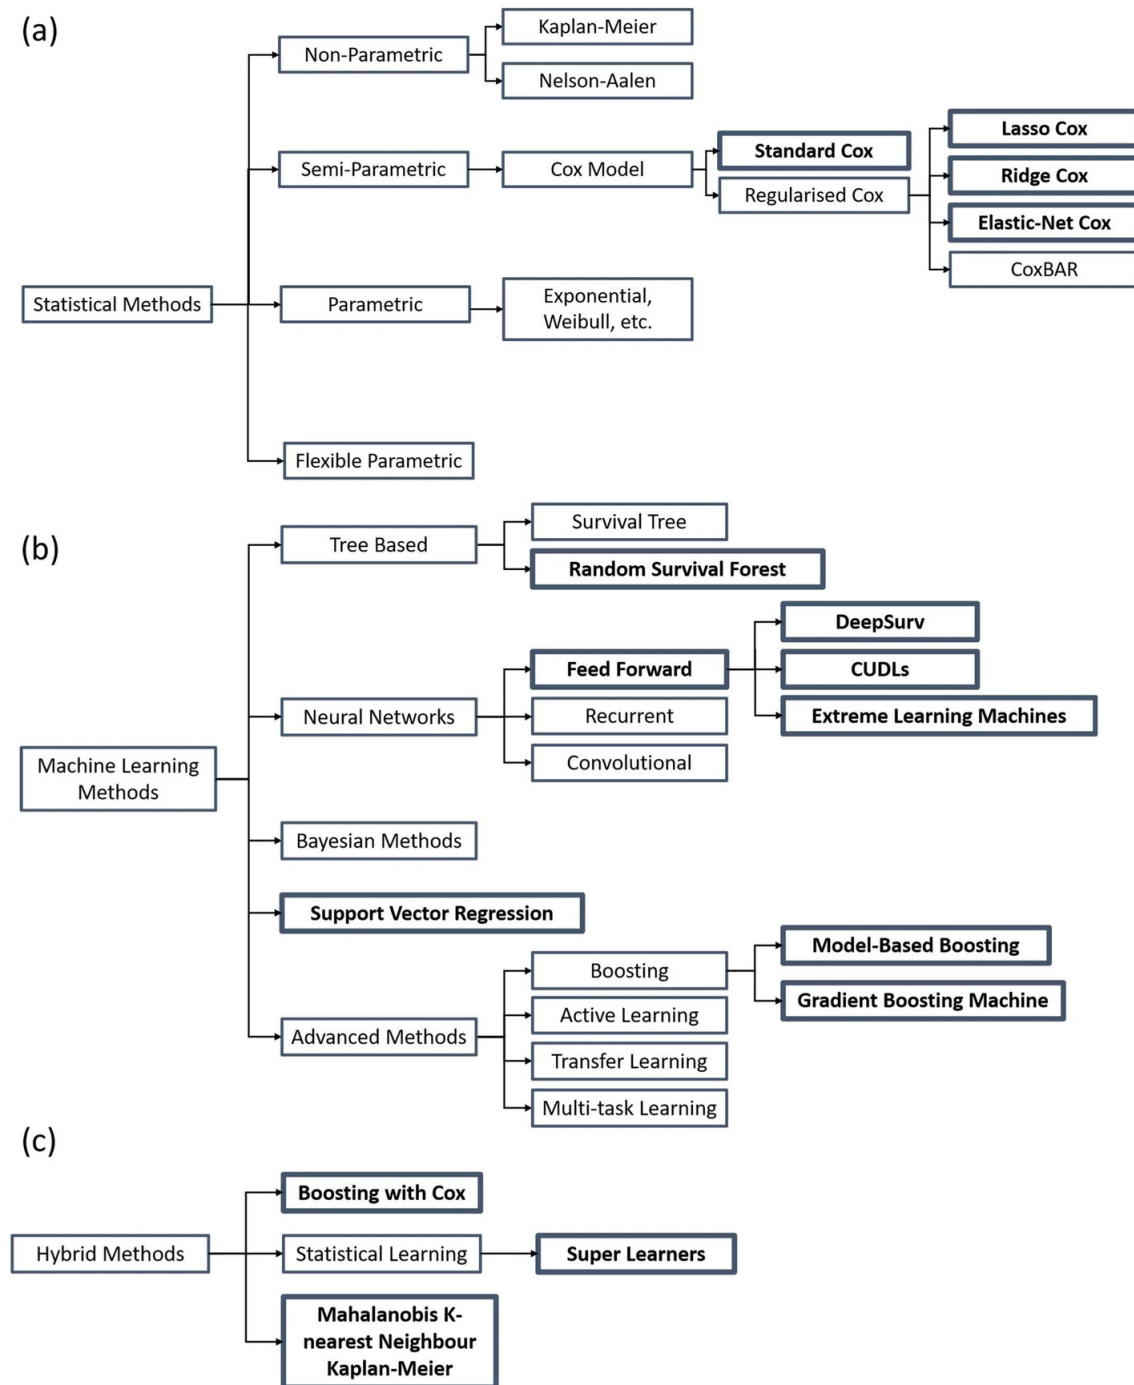 (a)
Non-Parametric
Kaplan-Meier
Nelson-Aalen
Semi-Parametric
Cox Model
Standard Cox
Regularised Cox
Lasso Cox
Ridge Cox
Elastic-Net Cox
CoxBAR
Statistical Methods
Parametric
Exponential,
Weibull, etc.
Flexible Parametric
(b)
Tree Based
Survival Tree
Random Survival Forest
Neural Networks
Feed Forward
Recurrent
Convolutional
DeepSurv
CUDLs
Extreme Learning Machines
Machine Learning
Methods
Bayesian Methods
Support Vector Regression
Advanced Methods
Boosting
Active Learning
Transfer Learning
Multi-task Learning
Model-Based Boosting
Gradient Boosting Machine
(c)
Hybrid Methods
Boosting with Cox
Statistical Learning
Super Learners
Mahalanobis K-
nearest Neighbour
Kaplan-Meier